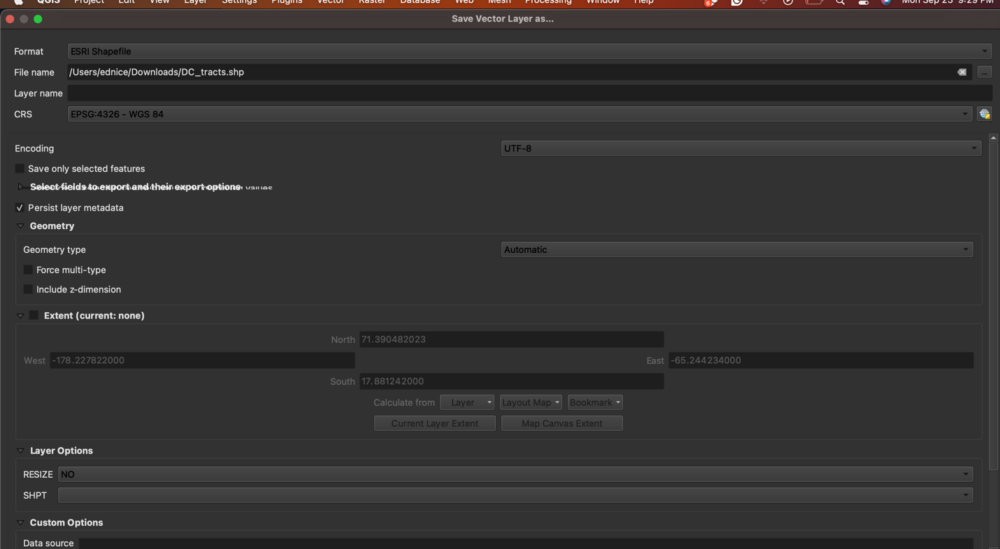 QGIS Project Edit View Layer Settings Plugins Vector Raster Database Web Mesh Processing Window Help 6 Mon Sep 23 9:29 PM
Save Vector Layer as...
Format ESRI Shapefile
File name /Users/ednice/Downloads/DC_tracts.shp ...
Layer name
CRS EPSG:4326 - WGS 84
Encoding UTF-8
Save only selected features
Select fields to export and their export options values
Persist layer metadata
Geometry
Geometry type Automatic
Force multi-type
Include z-dimension
Extent (current: none)
North 71.390482023
West -178.227822000 East -65.244234000
South 17.881242000
Calculate from Layer Layout Map Bookmark
Current Layer Extent Map Canvas Extent
Layer Options
RESIZE NO
SHPT
Custom Options
Data source